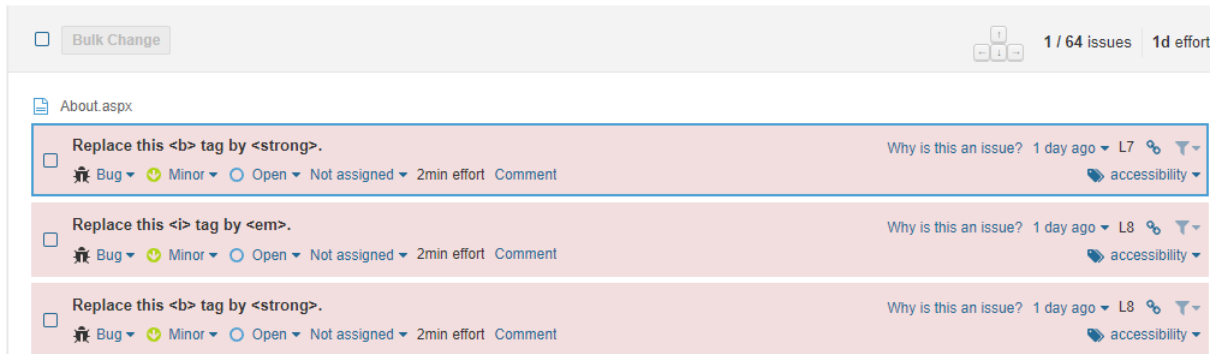 Bulk Change
1 / 64 issues 1d effort
About.aspx
Replace this <b> tag by <strong>.
Why is this an issue? 1 day ago L7
Bug Minor Open Not assigned 2min effort Comment
accessibility
Replace this <i> tag by <em>.
Why is this an issue? 1 day ago L8
Bug Minor Open Not assigned 2min effort Comment
accessibility
Replace this <b> tag by <strong>.
Why is this an issue? 1 day ago L8
Bug Minor Open Not assigned 2min effort Comment
accessibility